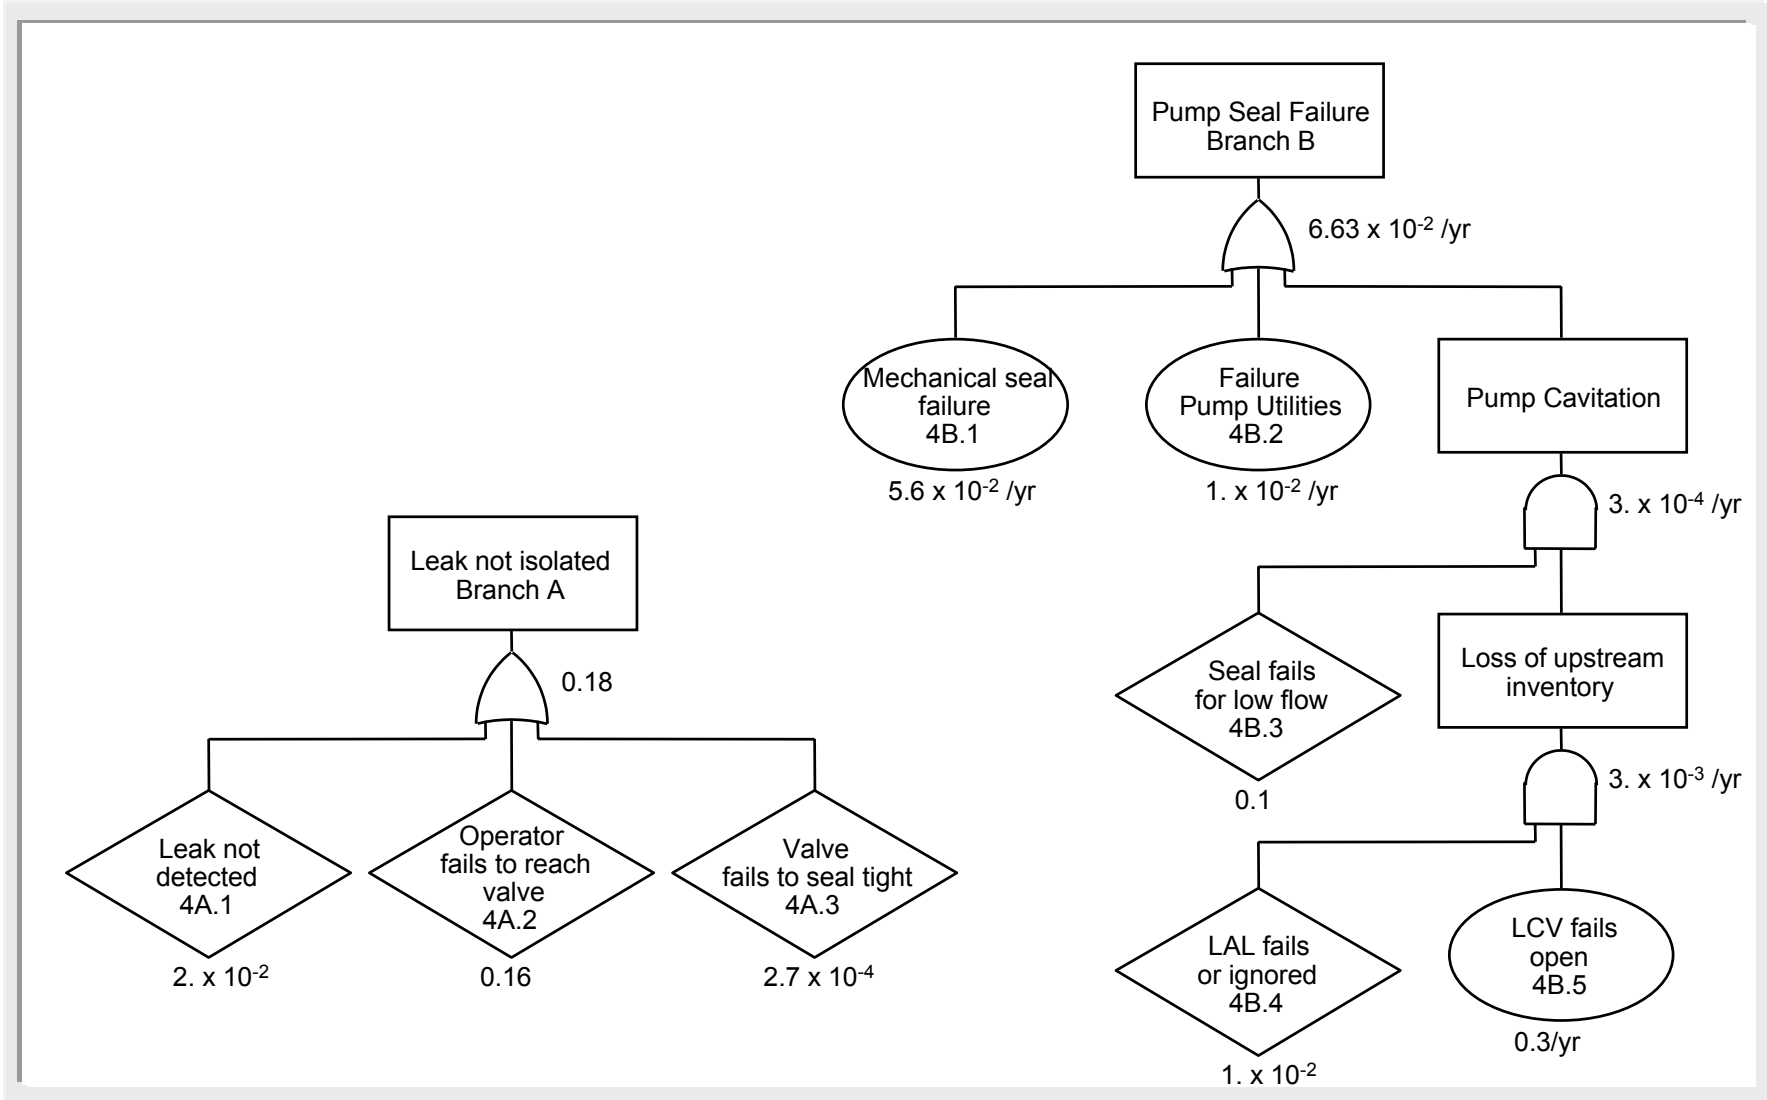 Pump Seal Failure
Branch B
6.63 x 10-2 /yr
Mechanical seal
failure
4B.1
5.6 x 10-2 /yr
Failure
Pump Utilities
4B.2
1. x 10-2 /yr
Pump Cavitation
3. x 10-4 /yr
Leak not isolated
Branch A
0.18
Seal fails
for low flow
4B.3
0.1
Loss of upstream
inventory
3. x 10-3 /yr
Leak not
detected
4A.1
2. x 10-2
Operator
fails to reach
valve
4A.2
0.16
Valve
fails to seal tight
4A.3
2.7 x 10-4
LAL fails
or ignored
4B.4
1. x 10-2
LCV fails
open
4B.5
0.3/yr